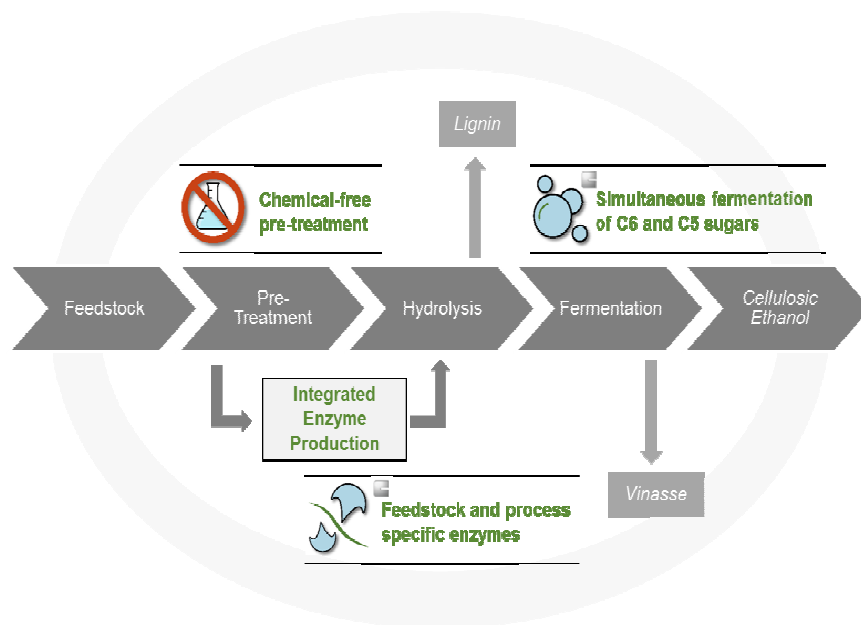 Lignin
Chemical-free
pre-treatment
Simultaneous fermentation
of C6 and C5 sugars
Feedstock
Pre-
Treatment
Hydrolysis
Fermentation
Cellulosic
Ethanol
Integrated
Enzyme
Production
Vinasse
Feedstock and process
specific enzymes